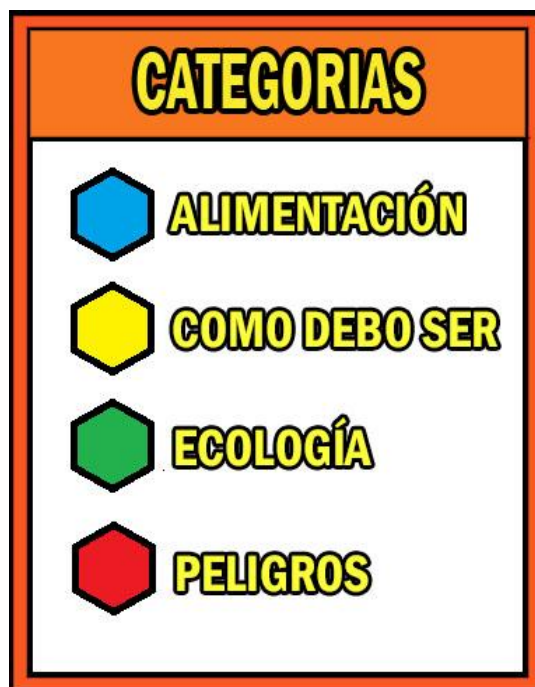 CATEGORIAS
ALIMENTACIÓN
COMO DEBO SER
ECOLOGÍA
PELIGROS